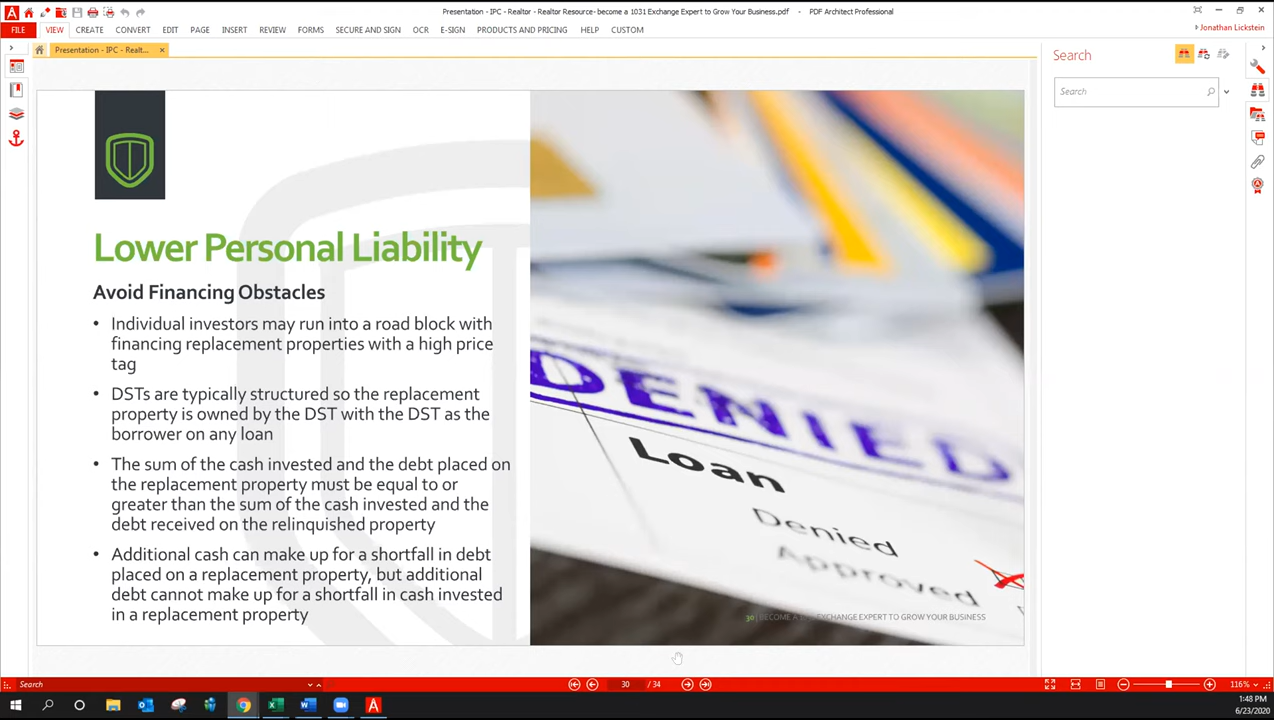 Presentation - IPC - Realtor - Realtor Resource- become a 1031 Exchange Expert to Grow Your Business.pdf - PDF Architect Professional
FILE VIEW CREATE CONVERT EDIT PAGE INSERT REVIEW FORMS SECURE AND SIGN OCR E-SIGN PRODUCTS AND PRICING HELP CUSTOM
Jonathan Lickstein
Presentation - IPC - Realt...
Search
Search
Lower Personal Liability
Avoid Financing Obstacles
• Individual investors may run into a road block with
financing replacement properties with a high price
tag
• DSTs are typically structured so the replacement
property is owned by the DST with the DST as the
borrower on any loan
• The sum of the cash invested and the debt placed on
the replacement property must be equal to or
greater than the sum of the cash invested and the
debt received on the relinquished property
• Additional cash can make up for a shortfall in debt
placed on a replacement property, but additional
debt cannot make up for a shortfall in cash invested
in a replacement property
DENIED
Loan
Denied
Approved
30 | BECOME A EXCHANGE EXPERT TO GROW YOUR BUSINESS
Search
30 / 34
116%
1:48 PM
6/23/2020